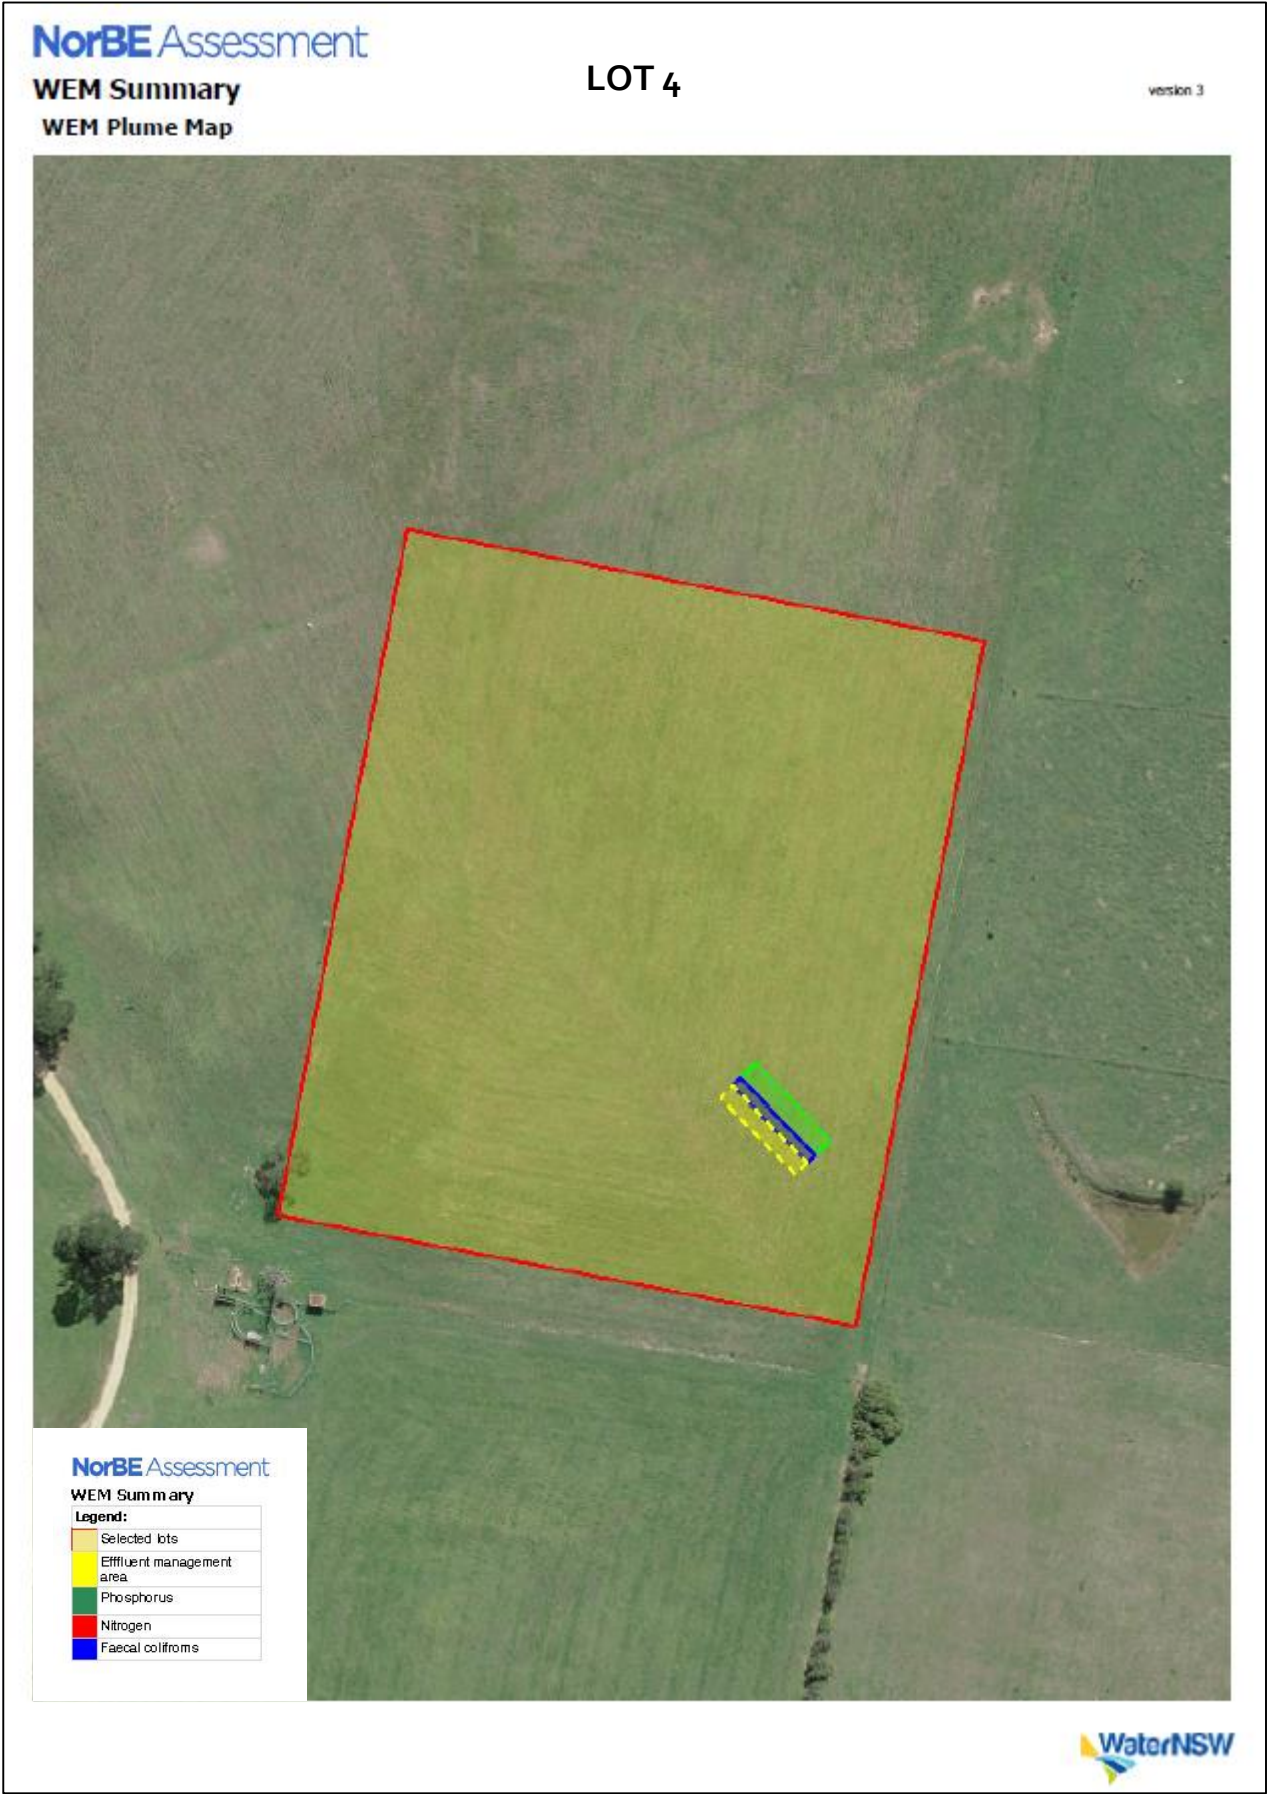 NorBE Assessment
WEM Summary
WEM Plume Map
LOT 4
version 3
NorBE Assessment
WEM Summary
Legend:
Selected lots
Efffluent management
area
Phosphorus
Nitrogen
Faecal colifroms
WaterNSW